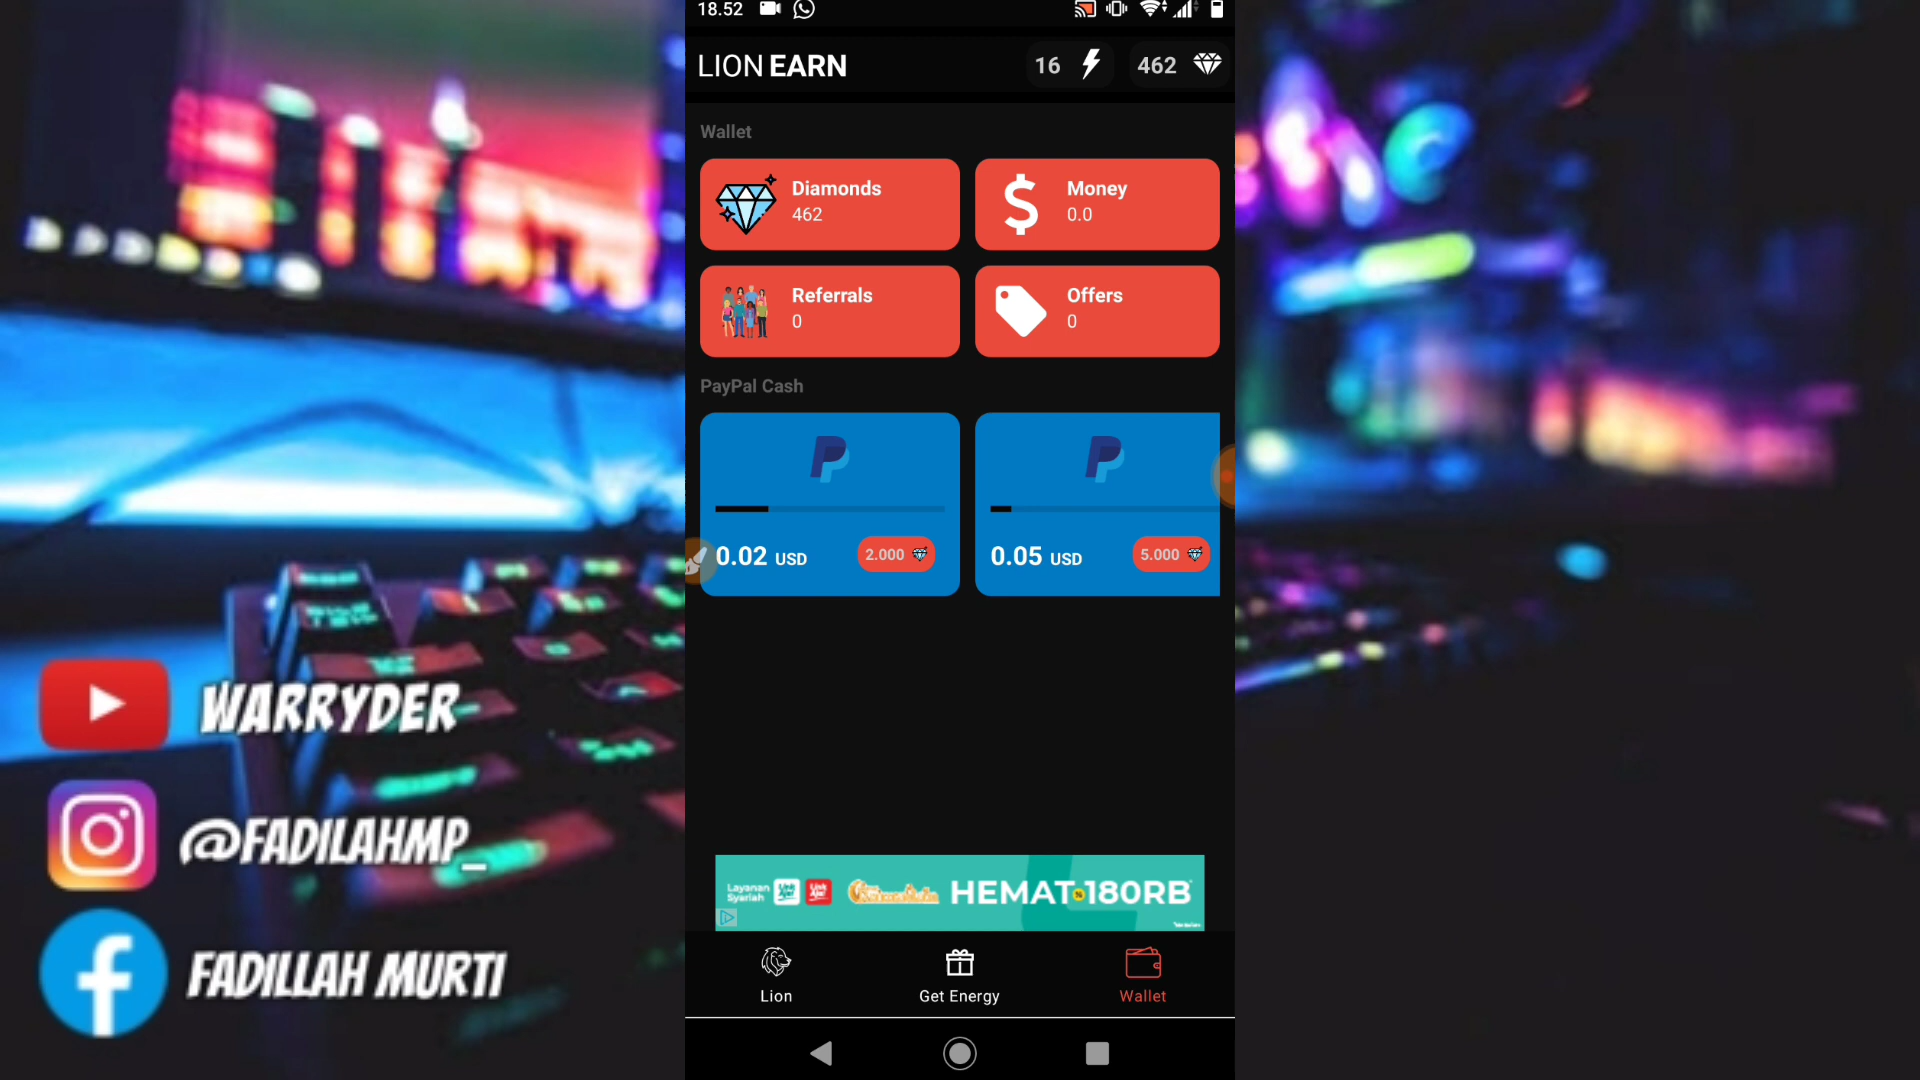 18.52
LION EARN
16
462
Wallet
Diamonds
462
Money
0.0
Referrals
0
Offers
0
PayPal Cash
0.02 USD
2.000
0.05 USD
5.000
WARRYDER
@FADILAHMP_
FADILLAH MURTI
Layanan
Syariah
HEMAT 180RB
Lion
Get Energy
Wallet